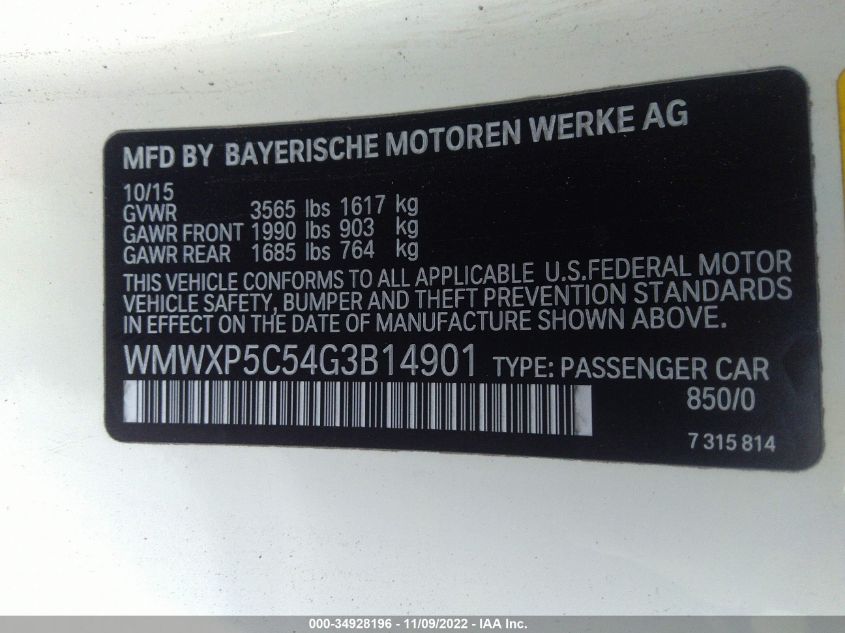 MFD BY BAYERISCHE MOTOREN WERKE AG
10/15
GVWR 3565 lbs 1617 kg
GAWR FRONT 1990 lbs 903 kg
GAWR REAR 1685 lbs 764 kg
THIS VEHICLE CONFORMS TO ALL APPLICABLE U.S.FEDERAL MOTOR
VEHICLE SAFETY, BUMPER AND THEFT PREVENTION STANDARDS
IN EFFECT ON THE DATE OF MANUFACTURE SHOWN ABOVE.
WMWXP5C54G3B14901 TYPE: PASSENGER CAR
850/0
7 315 814
000-34928196 - 11/09/2022 - IAA Inc.